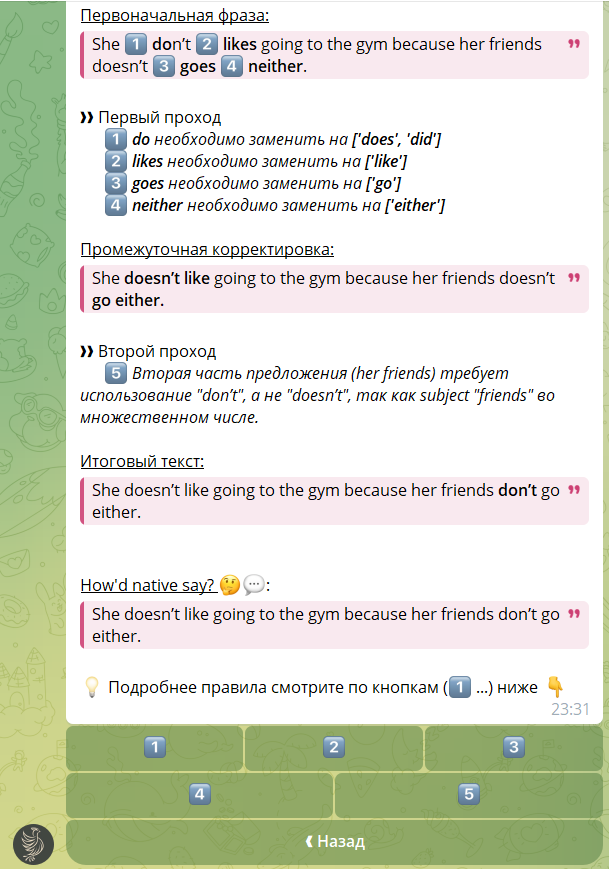 Первоначальная фраза:
She 1 don’t 2 likes going to the gym because her friends
doesn’t 3 goes 4 neither.
Первый проход
1 do необходимо заменить на ['does', 'did']
2 likes необходимо заменить на ['like']
3 goes необходимо заменить на ['go']
4 neither необходимо заменить на ['either']
Промежуточная корректировка:
She doesn’t like going to the gym because her friends doesn’t
go either.
Второй проход
5 Вторая часть предложения (her friends) требует
использование "don’t", а не "doesn’t", так как subject "friends" во
множественном числе.
Итоговый текст:
She doesn’t like going to the gym because her friends don’t go
either.
How'd native say? 🤔💬:
She doesn’t like going to the gym because her friends don’t go
either.
💡 Подробнее правила смотрите по кнопкам (1 ...) ниже 👇
23:31
1 2 3
4 5
‹ Назад